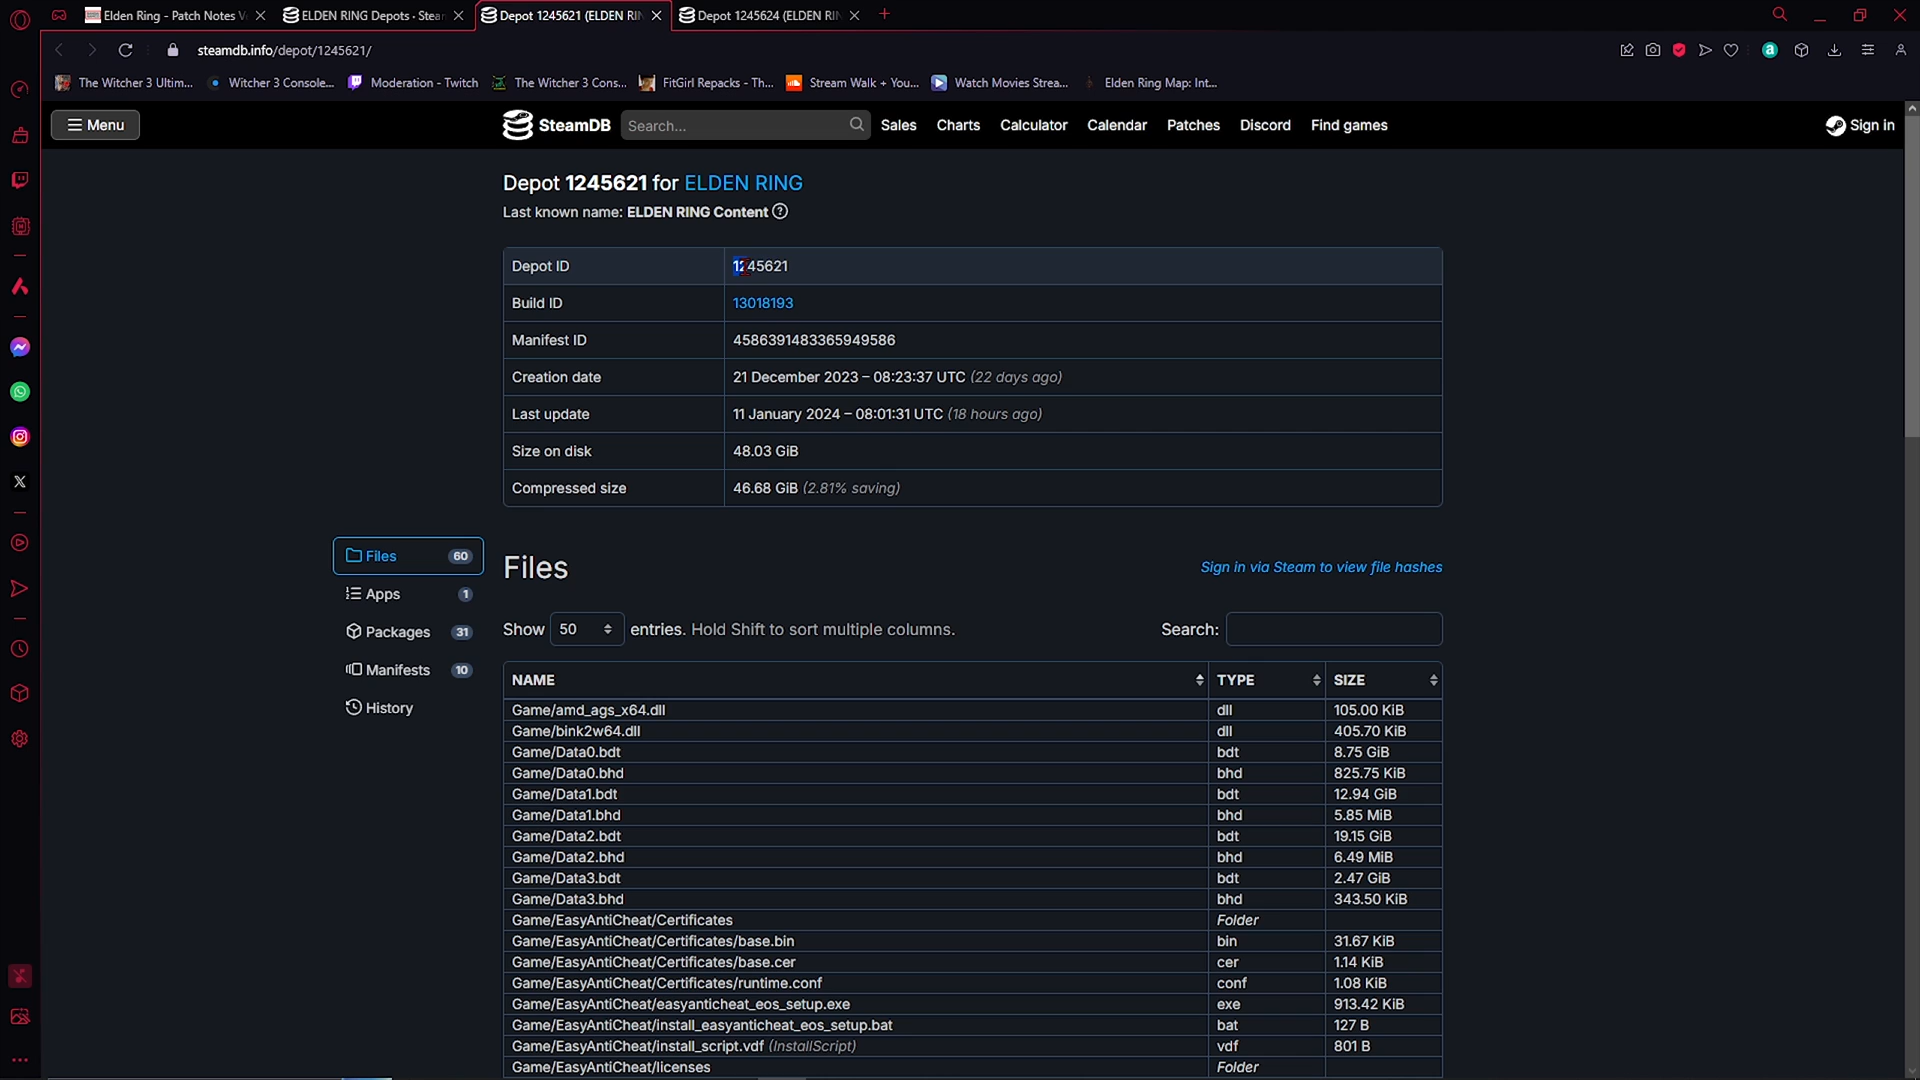 Elden Ring - Patch Notes V
ELDEN RING Depots · Stea
Depot 1245621 (ELDEN RIN
Depot 1245624 (ELDEN RIN
steamdb.info/depot/1245621/
The Witcher 3 Ultim...
Witcher 3 Console...
Moderation - Twitch
The Witcher 3 Cons...
FitGirl Repacks - Th...
Stream Walk + You...
Watch Movies Strea...
Elden Ring Map: Int...
Menu
SteamDB
Search...
Sales
Charts
Calculator
Calendar
Patches
Discord
Find games
Sign in
Depot 1245621 for ELDEN RING
Last known name: ELDEN RING Content
Depot ID 1245621
Build ID 13018193
Manifest ID 4586391483365949586
Creation date 21 December 2023 – 08:23:37 UTC (22 days ago)
Last update 11 January 2024 – 08:01:31 UTC (18 hours ago)
Size on disk 48.03 GiB
Compressed size 46.68 GiB (2.81% saving)
Files 60
Apps 1
Packages 31
Manifests 10
History
Files
Sign in via Steam to view file hashes
Show 50 entries. Hold Shift to sort multiple columns.
Search:
NAME TYPE SIZE
Game/amd_ags_x64.dll dll 105.00 KiB
Game/bink2w64.dll dll 405.70 KiB
Game/Data0.bdt bdt 8.75 GiB
Game/Data0.bhd bhd 825.75 KiB
Game/Data1.bdt bdt 12.94 GiB
Game/Data1.bhd bhd 5.85 MiB
Game/Data2.bdt bdt 19.15 GiB
Game/Data2.bhd bhd 6.49 MiB
Game/Data3.bdt bdt 2.47 GiB
Game/Data3.bhd bhd 343.50 KiB
Game/EasyAntiCheat/Certificates Folder
Game/EasyAntiCheat/Certificates/base.bin bin 31.67 KiB
Game/EasyAntiCheat/Certificates/base.cer cer 1.14 KiB
Game/EasyAntiCheat/Certificates/runtime.conf conf 1.08 KiB
Game/EasyAntiCheat/easyanticheat_eos_setup.exe exe 913.42 KiB
Game/EasyAntiCheat/install_easyanticheat_eos_setup.bat bat 127 B
Game/EasyAntiCheat/install_script.vdf (InstallScript) vdf 801 B
Game/EasyAntiCheat/licenses Folder